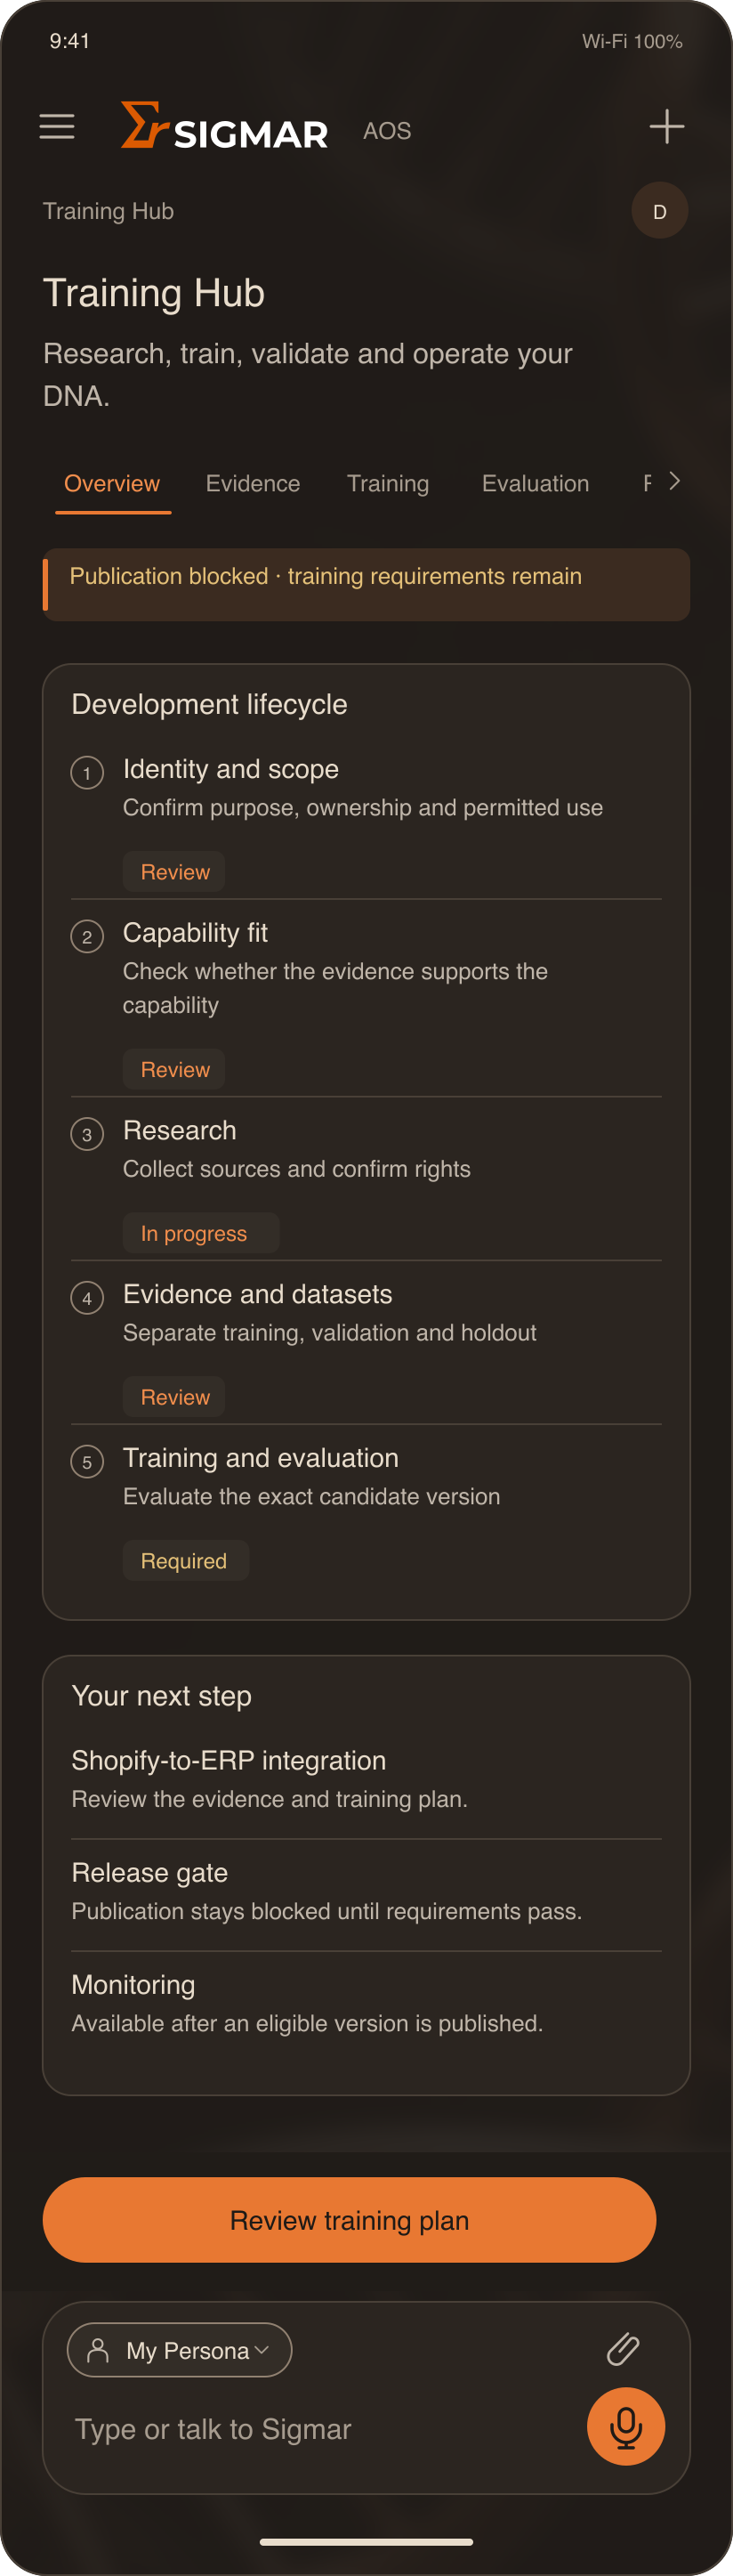 9:41 Wi-Fi 100%
SIGMAR AOS
Training Hub D
Training Hub
Research, train, validate and operate your
DNA.
Overview Evidence Training Evaluation
Publication blocked · training requirements remain
Development lifecycle
1 Identity and scope
Confirm purpose, ownership and permitted use
Review
2 Capability fit
Check whether the evidence supports the
capability
Review
3 Research
Collect sources and confirm rights
In progress
4 Evidence and datasets
Separate training, validation and holdout
Review
5 Training and evaluation
Evaluate the exact candidate version
Required
Your next step
Shopify-to-ERP integration
Review the evidence and training plan.
Release gate
Publication stays blocked until requirements pass.
Monitoring
Available after an eligible version is published.
Review training plan
My Persona
Type or talk to Sigmar